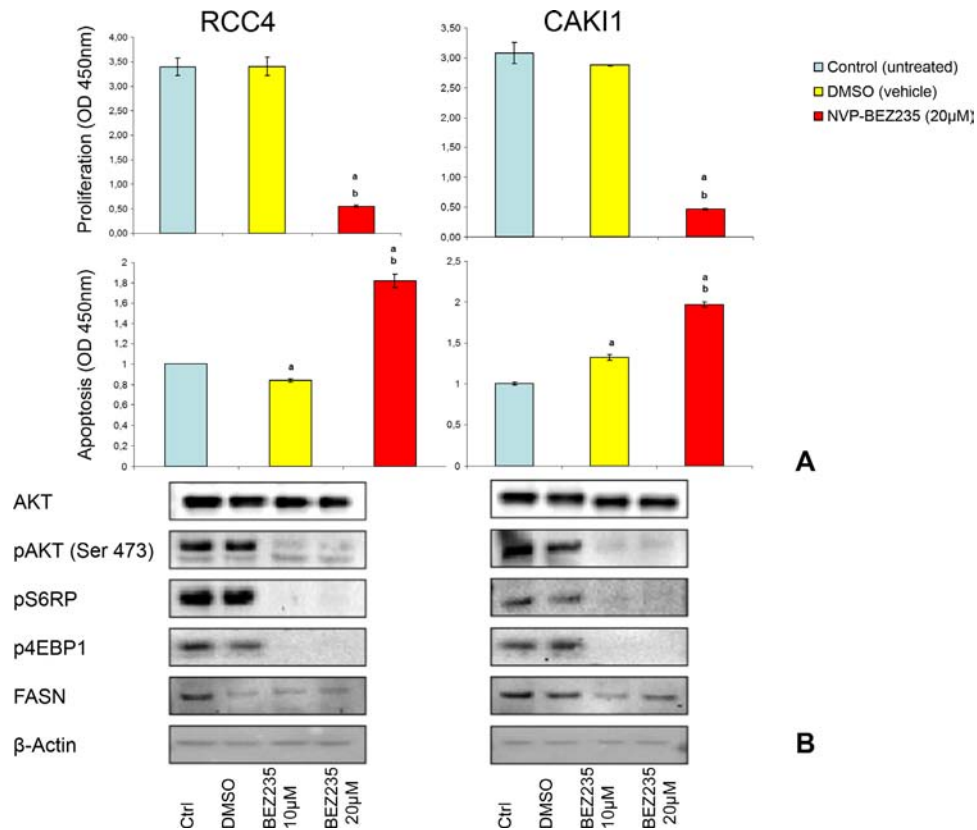 RCC4
CAKI1
Proliferation (OD 450nm)
4,00
3,50
3,00
2,50
2,00
1,50
1,00
0,50
0,00
a
b
3,50
3,00
2,50
2,00
1,50
1,00
0,50
0,00
a
b
Control (untreated)
DMSO (vehicle)
NVP-BEZ235 (20µM)
Apoptosis (OD 450nm)
2
1,8
1,6
1,4
1,2
1
0,8
0,6
0,4
0,2
0
a
a
b
2,5
2
1,5
1
0,5
0
a
a
b
A
AKT
pAKT (Ser 473)
pS6RP
p4EBP1
FASN
β-Actin
B
Ctrl
DMSO
BEZ235
10µM
BEZ235
20µM
Ctrl
DMSO
BEZ235
10µM
BEZ235
20µM